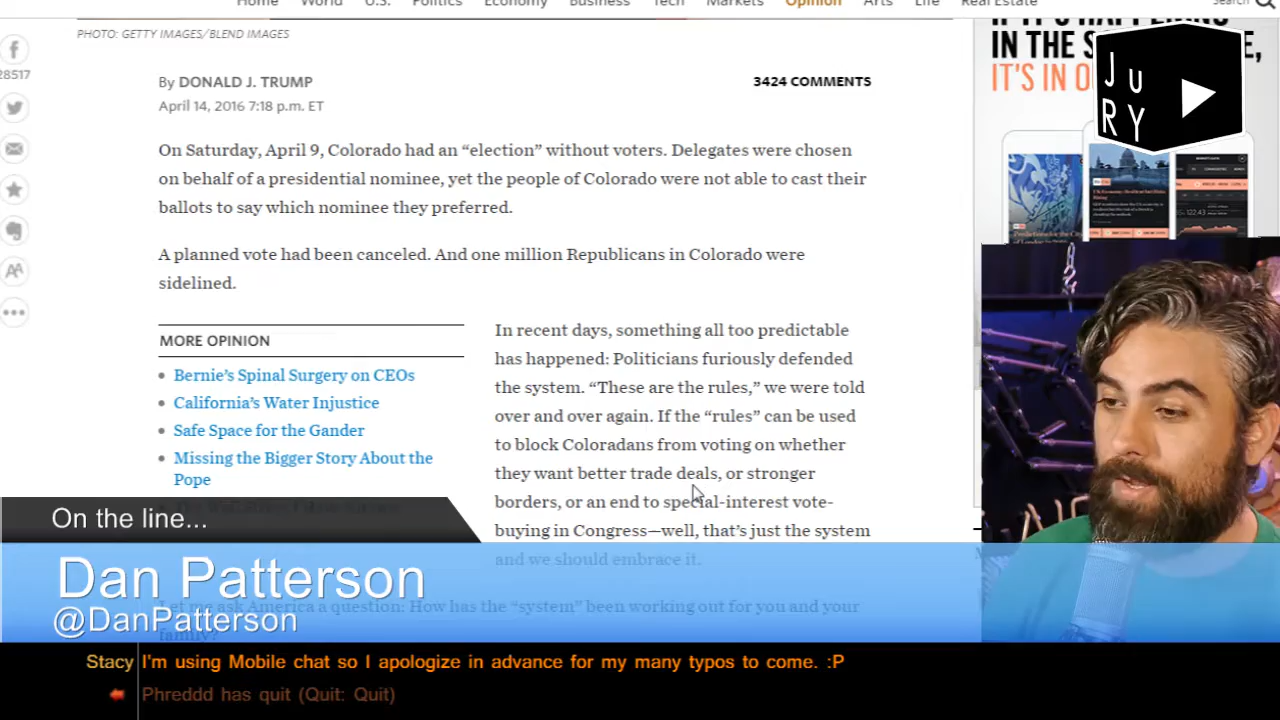 Home World U.S. Politics Economy Business Tech Markets Opinion Arts Life Real Estate Search
PHOTO: GETTY IMAGES/BLEND IMAGES
28517
By DONALD J. TRUMP
3424 COMMENTS
April 14, 2016 7:18 p.m. ET
On Saturday, April 9, Colorado had an “election” without voters. Delegates were chosen
on behalf of a presidential nominee, yet the people of Colorado were not able to cast their
ballots to say which nominee they preferred.
A planned vote had been canceled. And one million Republicans in Colorado were
sidelined.
MORE OPINION
Bernie’s Spinal Surgery on CEOs
California’s Water Injustice
Safe Space for the Gander
Missing the Bigger Story About the
Pope
In recent days, something all too predictable
has happened: Politicians furiously defended
the system. “These are the rules,” we were told
over and over again. If the “rules” can be used
to block Coloradans from voting on whether
they want better trade deals, or stronger
borders, or an end to special-interest vote-
buying in Congress—well, that’s just the system
and we should embrace it.
Let me ask America a question: How has the “system” been working out for you and your
family?
IF IT'S HAPPENING
IN THE
IT'S IN
JURY
On the line...
Dan Patterson
@DanPatterson
Stacy I'm using Mobile chat so I apologize in advance for my many typos to come. :P
Phreddd has quit (Quit: Quit)